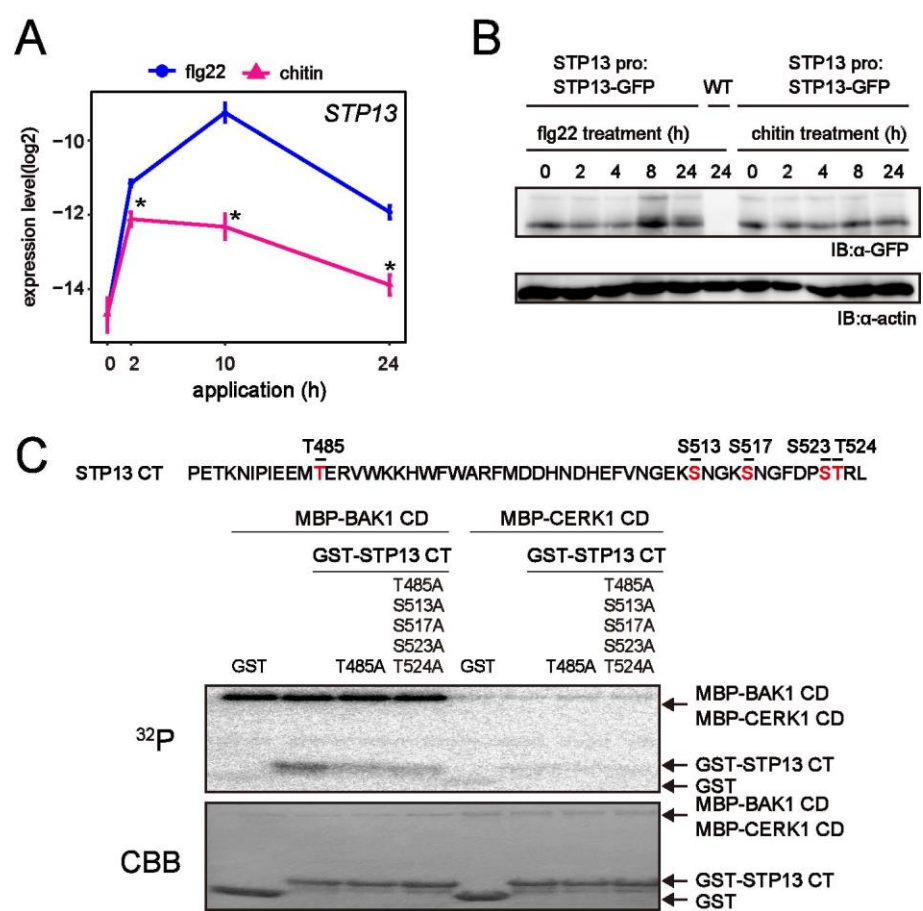 A
flg22 chitin
STP13
expression level(log2)
−10
−12
−14
*
*
*
0 2 10 24
application (h)
B
STP13 pro: STP13 pro:
STP13-GFP WT STP13-GFP
flg22 treatment (h) chitin treatment (h)
0 2 4 8 24 24 0 2 4 8 24
IB:α-GFP
IB:α-actin
C
T485 S513 S517 S523 T524
STP13 CT PETKNIPIEEMTERVWKKHWFWARFMDDHNDHEFVNGEKSNGKSNGFDPSTRL
MBP-BAK1 CD MBP-CERK1 CD
GST-STP13 CT GST-STP13 CT
T485A T485A
S513A S513A
S517A S517A
S523A S523A
GST T485A T524A GST T485A T524A
32P
MBP-BAK1 CD
MBP-CERK1 CD
GST-STP13 CT
GST
CBB
MBP-BAK1 CD
MBP-CERK1 CD
GST-STP13 CT
GST